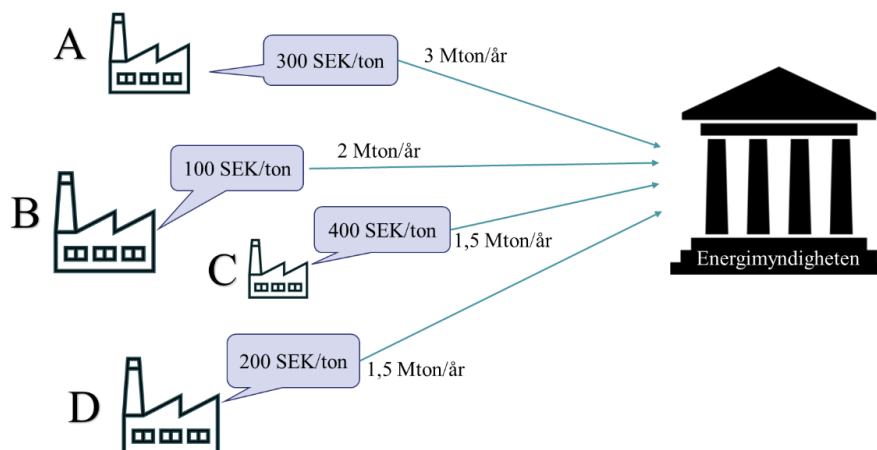 A
300 SEK/ton
3 Mton/år
B
100 SEK/ton
2 Mton/år
C
400 SEK/ton
1,5 Mton/år
Energimyndigheten
D
200 SEK/ton
1,5 Mton/år